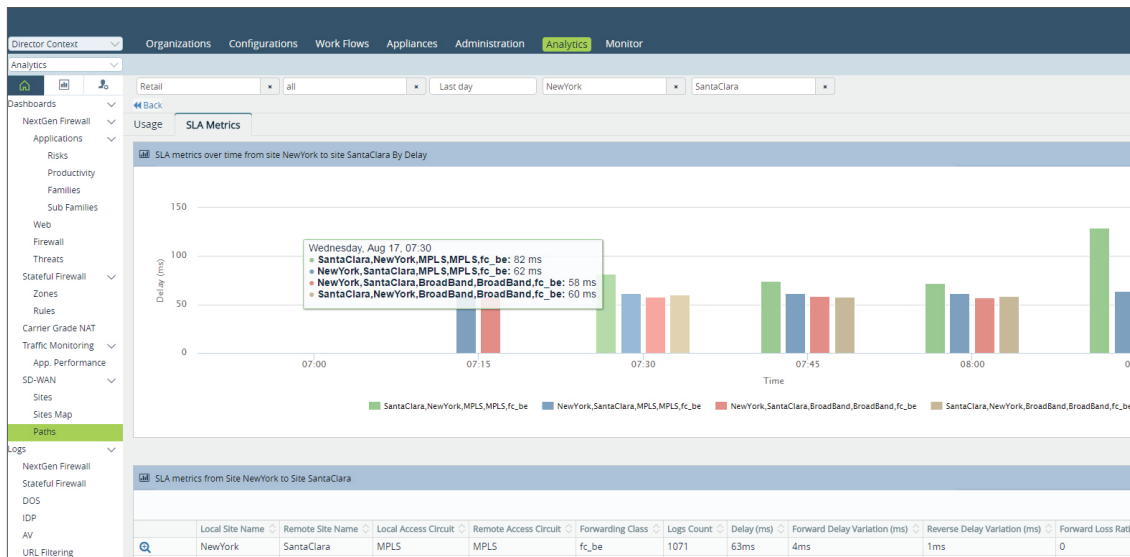 Director Context
Organizations Configurations Work Flows Appliances Administration Analytics Monitor
Analytics
Retail × all × Last day NewYork × SantaClara ×
Back
Usage SLA Metrics
Dashboards
NextGen Firewall
Applications
Risks
Productivity
Families
Sub Families
Web
Firewall
Threats
Stateful Firewall
Zones
Rules
Carrier Grade NAT
Traffic Monitoring
App. Performance
SD-WAN
Sites
Sites Map
Paths
Logs
NextGen Firewall
Stateful Firewall
DOS
IDP
AV
URL Filtering
SLA metrics over time from site NewYork to site SantaClara By Delay
150
100
50
0
Delay (ms)
Wednesday, Aug 17, 07:30
SantaClara,NewYork,MPLS,MPLS,fc_be: 82 ms
NewYork,SantaClara,MPLS,MPLS,fc_be: 62 ms
NewYork,SantaClara,BroadBand,BroadBand,fc_be: 58 ms
SantaClara,NewYork,BroadBand,BroadBand,fc_be: 60 ms
07:00 07:15 07:30 07:45 08:00 0
Time
SantaClara,NewYork,MPLS,MPLS,fc_be NewYork,SantaClara,MPLS,MPLS,fc_be NewYork,SantaClara,BroadBand,BroadBand,fc_be SantaClara,NewYork,BroadBand,BroadBand,fc_be
SLA metrics from Site NewYork to Site SantaClara
Local Site Name Remote Site Name Local Access Circuit Remote Access Circuit Forwarding Class Logs Count Delay (ms) Forward Delay Variation (ms) Reverse Delay Variation (ms) Forward Loss Rati
NewYork SantaClara MPLS MPLS fc_be 1071 63ms 4ms 1ms 0